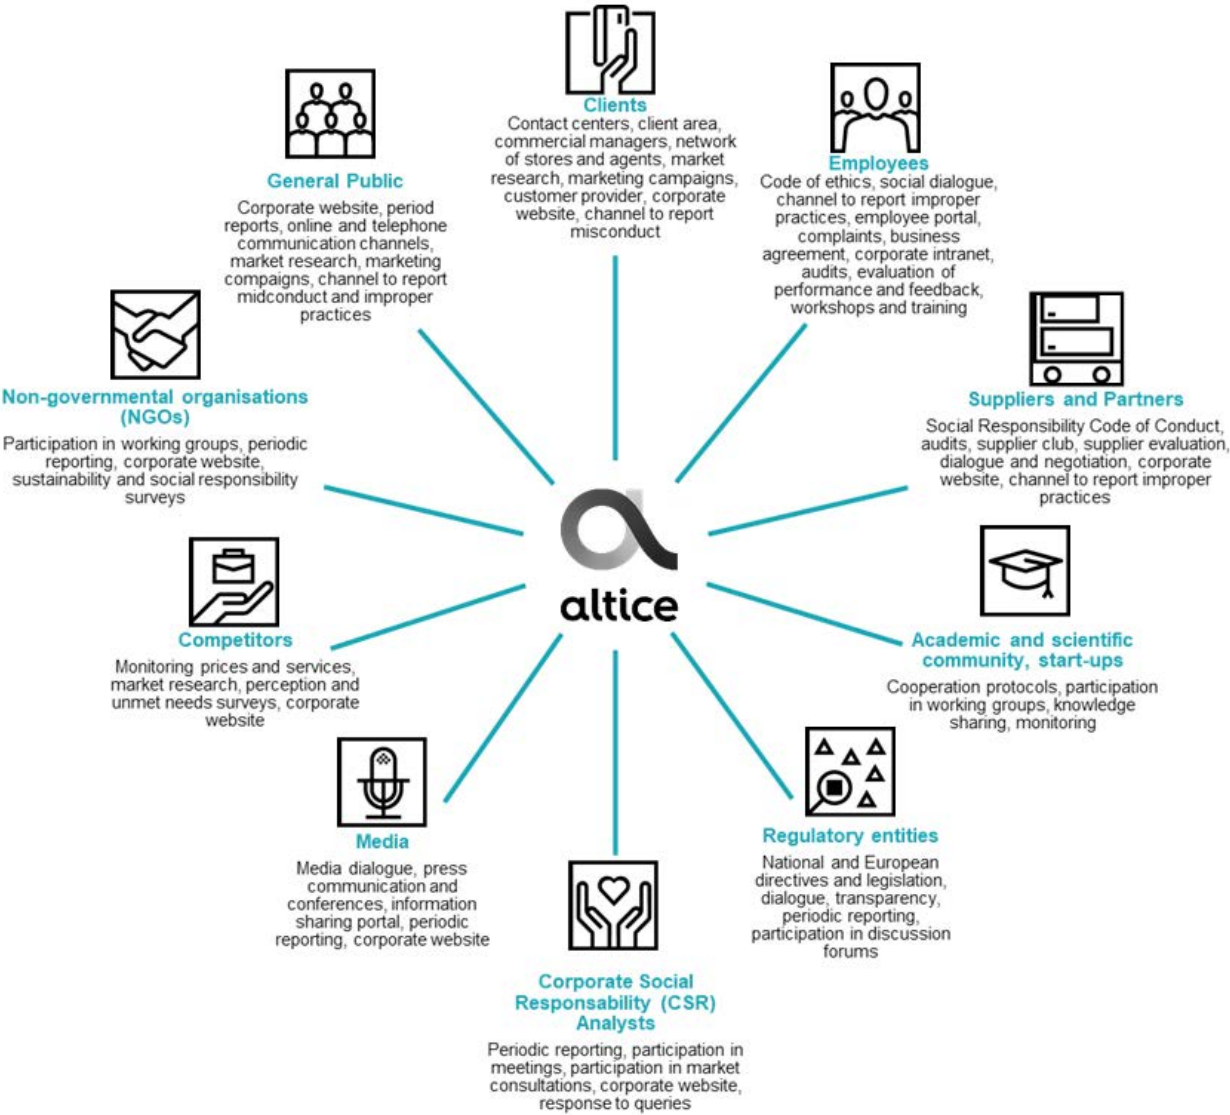 Clients
Contact centers, client area,
commercial managers, network
of stores and agents, market
research, marketing campaigns,
customer provider, corporate
website, channel to report
misconduct
Employees
Code of ethics, social dialogue,
channel to report improper
practices, employee portal,
complaints, business
agreement, corporate intranet,
audits, evaluation of
performance and feedback,
workshops and training
Suppliers and Partners
Social Responsibility Code of Conduct,
audits, supplier club, supplier evaluation,
dialogue and negotiation, corporate
website, channel to report improper
practices
Academic and scientific
community, start-ups
Cooperation protocols, participation
in working groups, knowledge
sharing, monitoring
Regulatory entities
National and European
directives and legislation,
dialogue, transparency,
periodic reporting,
participation in discussion
forums
Corporate Social
Responsability (CSR)
Analysts
Periodic reporting, participation in
meetings, participation in market
consultations, corporate website,
response to queries
Media
Media dialogue, press
communication and
conferences, information
sharing portal, periodic
reporting, corporate website
Competitors
Monitoring prices and services,
market research, perception and
unmet needs surveys, corporate
website
Non-governmental organisations
(NGOs)
Participation in working groups, periodic
reporting, corporate website,
sustainability and social responsibility
surveys
General Public
Corporate website, period
reports, online and telephone
communication channels,
market research, marketing
compaigns, channel to report
midconduct and improper
practices
altice